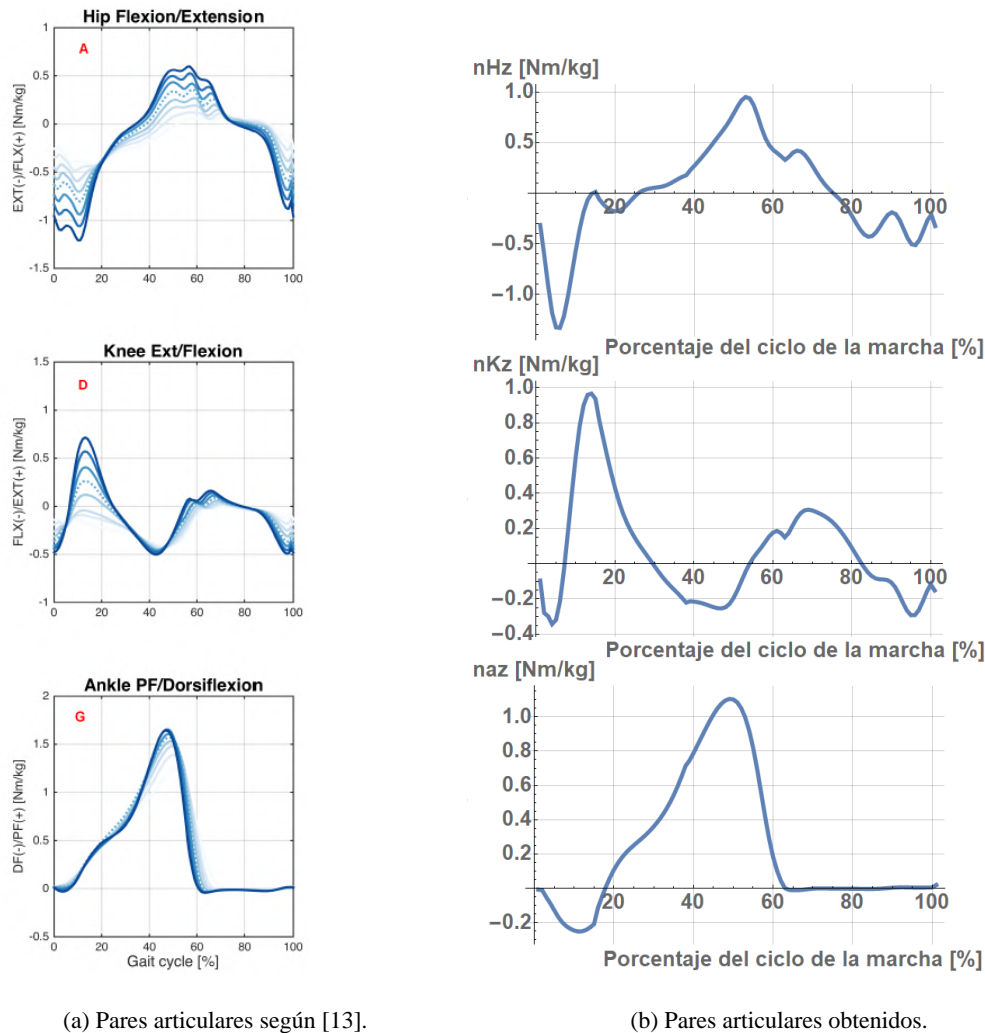 Hip Flexion/Extension
A
EXT(-)/FLX(+) [Nm/kg]
1
0.5
0
-0.5
-1
-1.5
0 20 40 60 80 100
nHz [Nm/kg]
1.0
0.5
−0.5
−1.0
20 40 60 80 100
Porcentaje del ciclo de la marcha [%]
Knee Ext/Flexion
D
FLX(-)/EXT(+) [Nm/kg]
1.5
1
0.5
0
-0.5
-1
0 20 40 60 80 100
nKz [Nm/kg]
1.0
0.8
0.6
0.4
0.2
−0.2
−0.4
20 40 60 80 100
Porcentaje del ciclo de la marcha [%]
Ankle PF/Dorsiflexion
G
DF(-)/PF(+) [Nm/kg]
2
1.5
1
0.5
0
-0.5
0 20 40 60 80 100
Gait cycle [%]
naz [Nm/kg]
1.0
0.8
0.6
0.4
0.2
−0.2
20 40 60 80 100
Porcentaje del ciclo de la marcha [%]
(a) Pares articulares según [13].
(b) Pares articulares obtenidos.